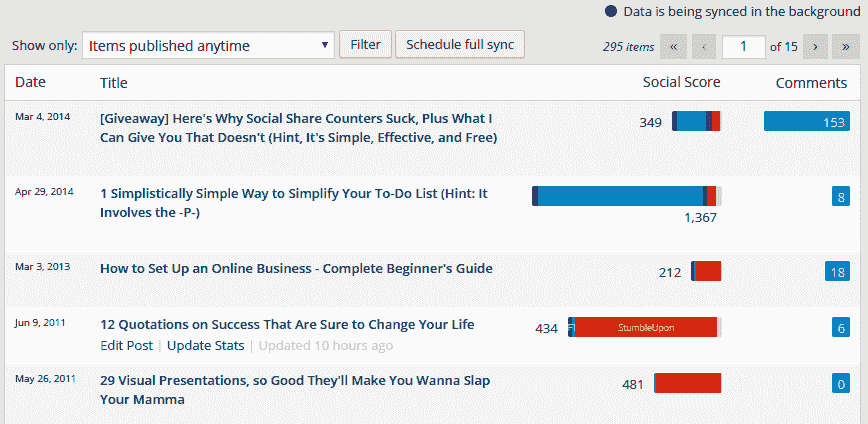 Data is being synced in the background
Show only: Items published anytime Filter Schedule full sync 295 items « ‹ 1 of 15 › »
Date Title Social Score Comments
Mar 4, 2014 [Giveaway] Here's Why Social Share Counters Suck, Plus What I 349 153
Can Give You That Doesn't (Hint, It's Simple, Effective, and Free)
Apr 29, 2014 1 Simplistically Simple Way to Simplify Your To-Do List (Hint: It 8
Involves the -P-) 1,367
Mar 3, 2013 How to Set Up an Online Business - Complete Beginner's Guide 212 18
Jun 9, 2011 12 Quotations on Success That Are Sure to Change Your Life 434 StumbleUpon 6
Edit Post | Update Stats | Updated 10 hours ago
May 26, 2011 29 Visual Presentations, so Good They'll Make You Wanna Slap 481 0
Your Mamma